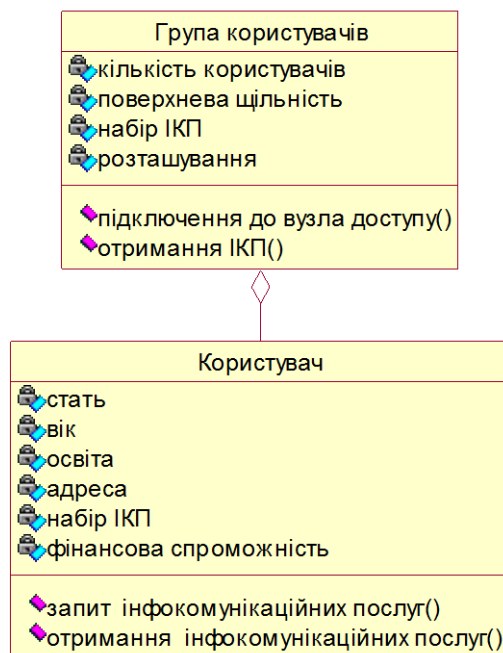 Група користувачів
кількість користувачів
поверхнева щільність
набір ІКП
розташування
підключення до вузла доступу()
отримання ІКП()
Користувач
стать
вік
освіта
адреса
набір ІКП
фінансова спроможність
запит інфокомунікаційних послуг()
отримання інфокомунікаційних послуг()